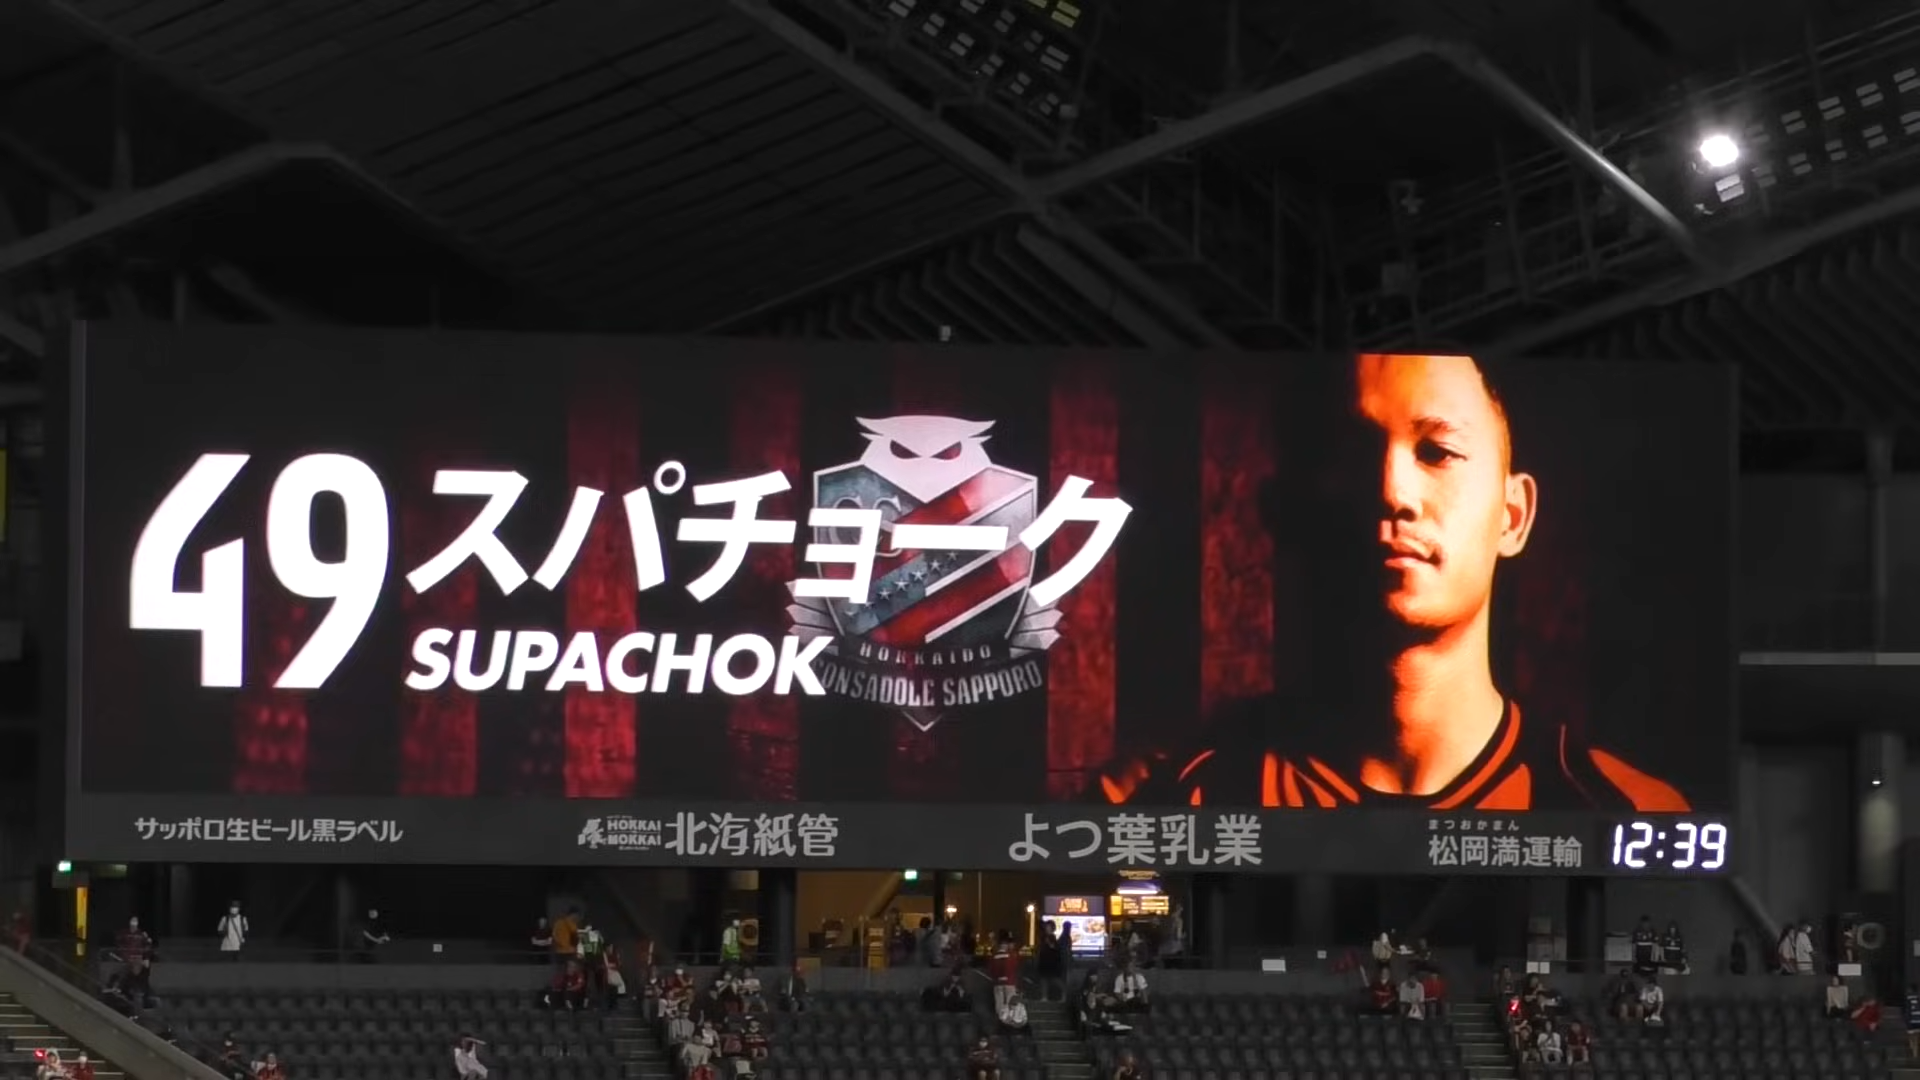 49 スパチョーク
SUPACHOK
HOKKAIDO
CONSADOLE SAPPORO
サッポロ生ビール黒ラベル
HOKKAI
MOKKAI
北海紙管
よつ葉乳業
まつおかまん
松岡満運輸
12:39